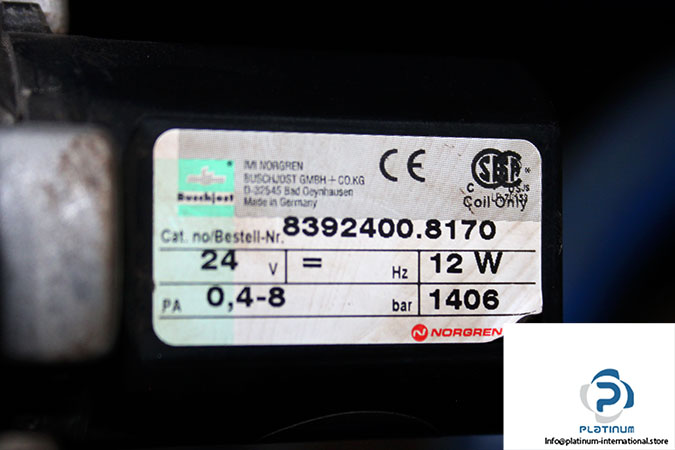 IMI NORGREN
BUSCHJOST GMBH + CO.KG
D-32545 Bad Oeynhausen
Made in Germany
Buschjost
CE
C US
Coil Only
Cat. no/Bestell-Nr. 8392400.8170
24 V = Hz 12 W
PA 0,4-8 bar 1406
NORGREN
PLATINUM
Info@platinum-international.store